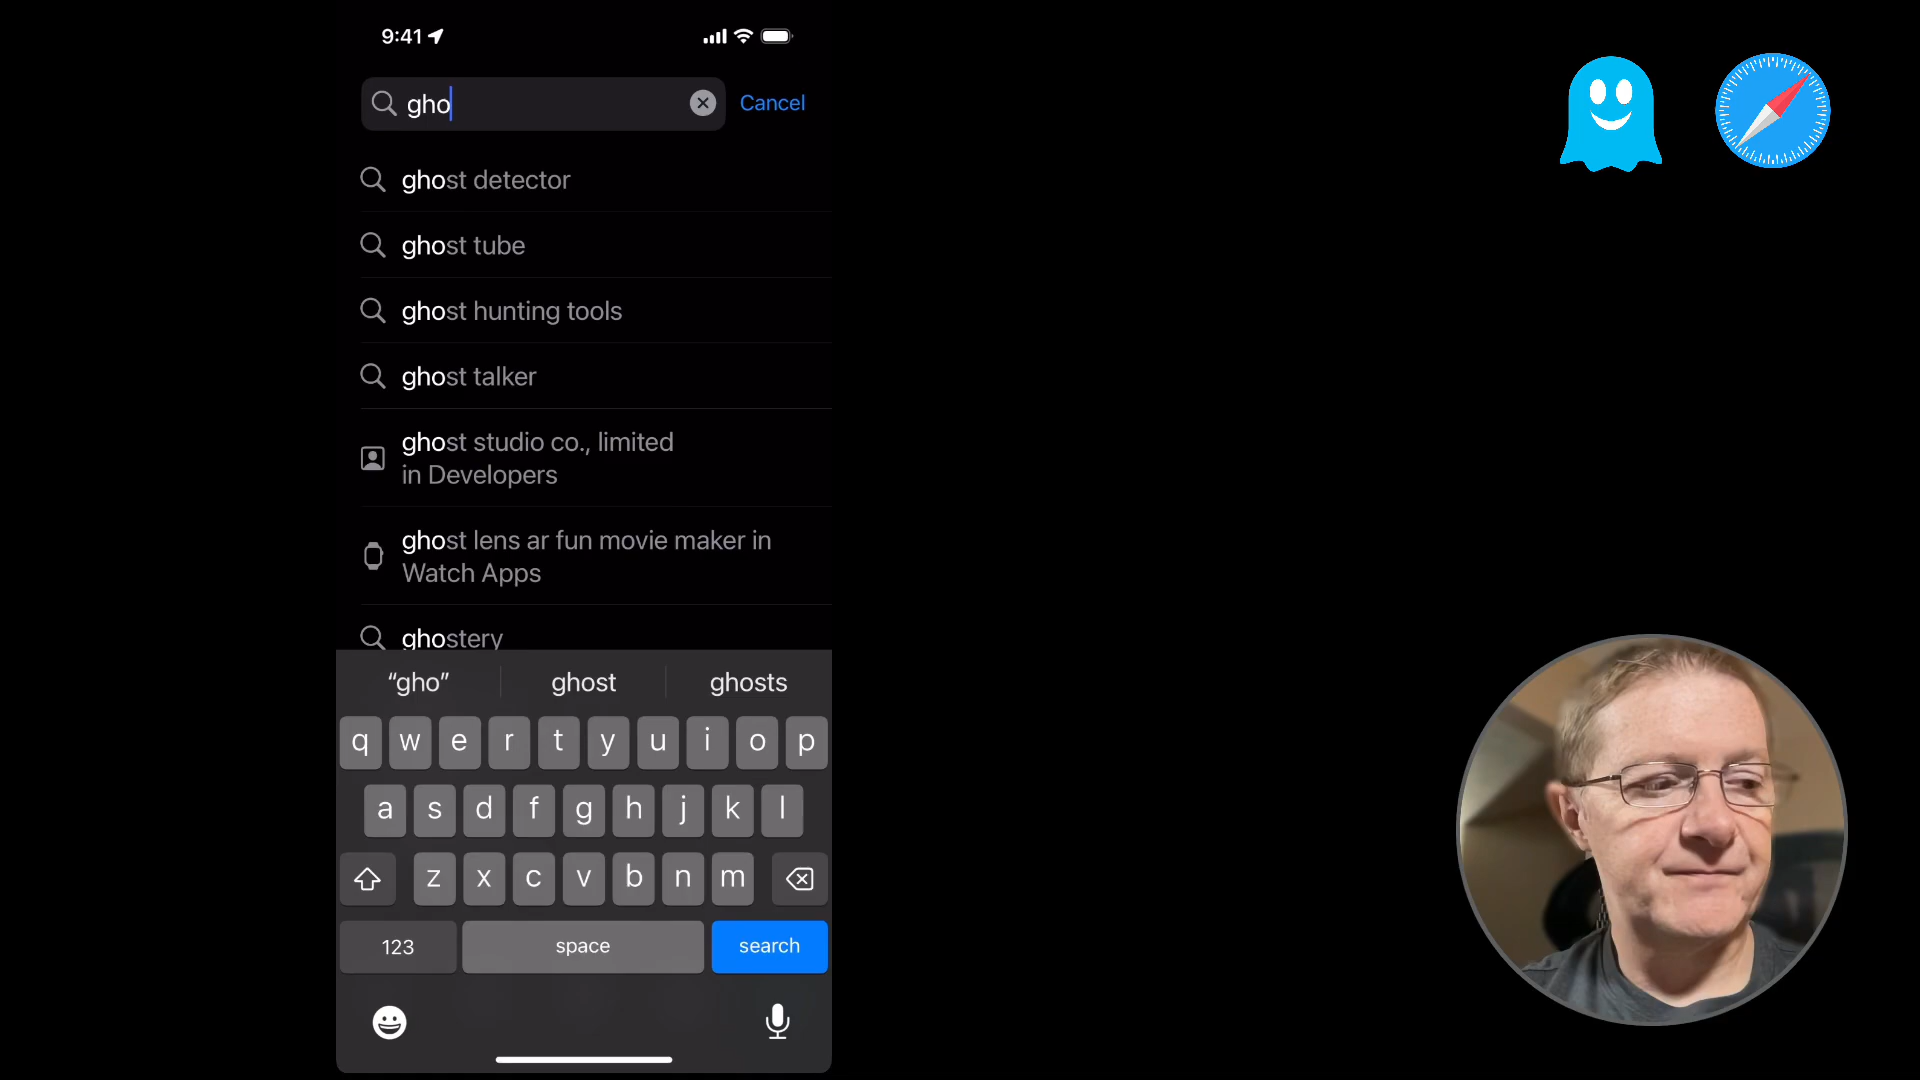 9:41
gho
Cancel
ghost detector
ghost tube
ghost hunting tools
ghost talker
ghost studio co., limited
in Developers
ghost lens ar fun movie maker in
Watch Apps
ghostery
“gho” ghost ghosts
q w e r t y u i o p
a s d f g h j k l
z x c v b n m
123 space search